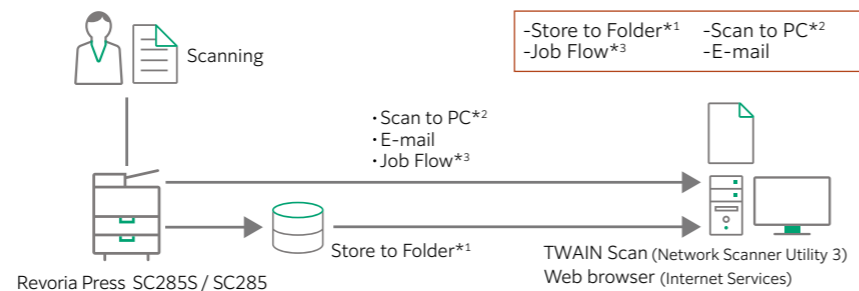 -Store to Folder*1 -Scan to PC*2
-Job Flow*3 -E-mail
Scanning
・Scan to PC*2
・E-mail
・Job Flow*3
Store to Folder*1
TWAIN Scan (Network Scanner Utility 3)
Web browser (Internet Services)
Revoria Press SC285S / SC285